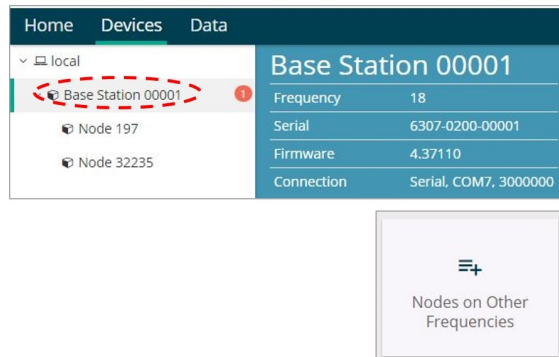 Home Devices Data
local
Base Station 00001 1
Node 197
Node 32235
Base Station 00001
Frequency 18
Serial 6307-0200-00001
Firmware 4.37110
Connection Serial, COM7, 3000000
Nodes on Other
Frequencies